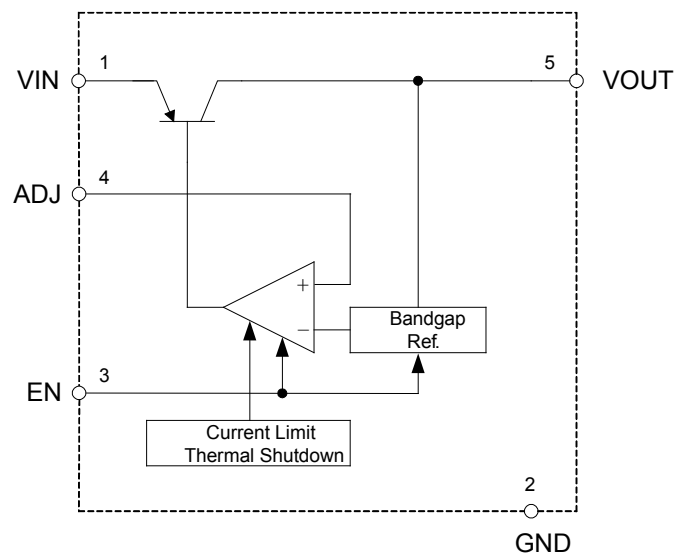 VIN 1
5 VOUT
4
ADJ
+
−
Bandgap
Ref.
3
EN
Current Limit
Thermal Shutdown
2
GND